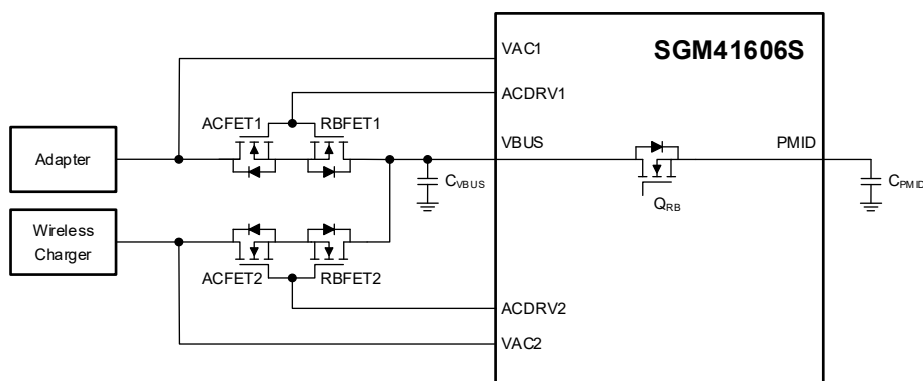 SGM41606S
VAC1
ACDRV1
ACFET1
RBFET1
VBUS
PMID
Adapter
CVBUS
CPMID
QRB
Wireless
Charger
ACFET2
RBFET2
ACDRV2
VAC2